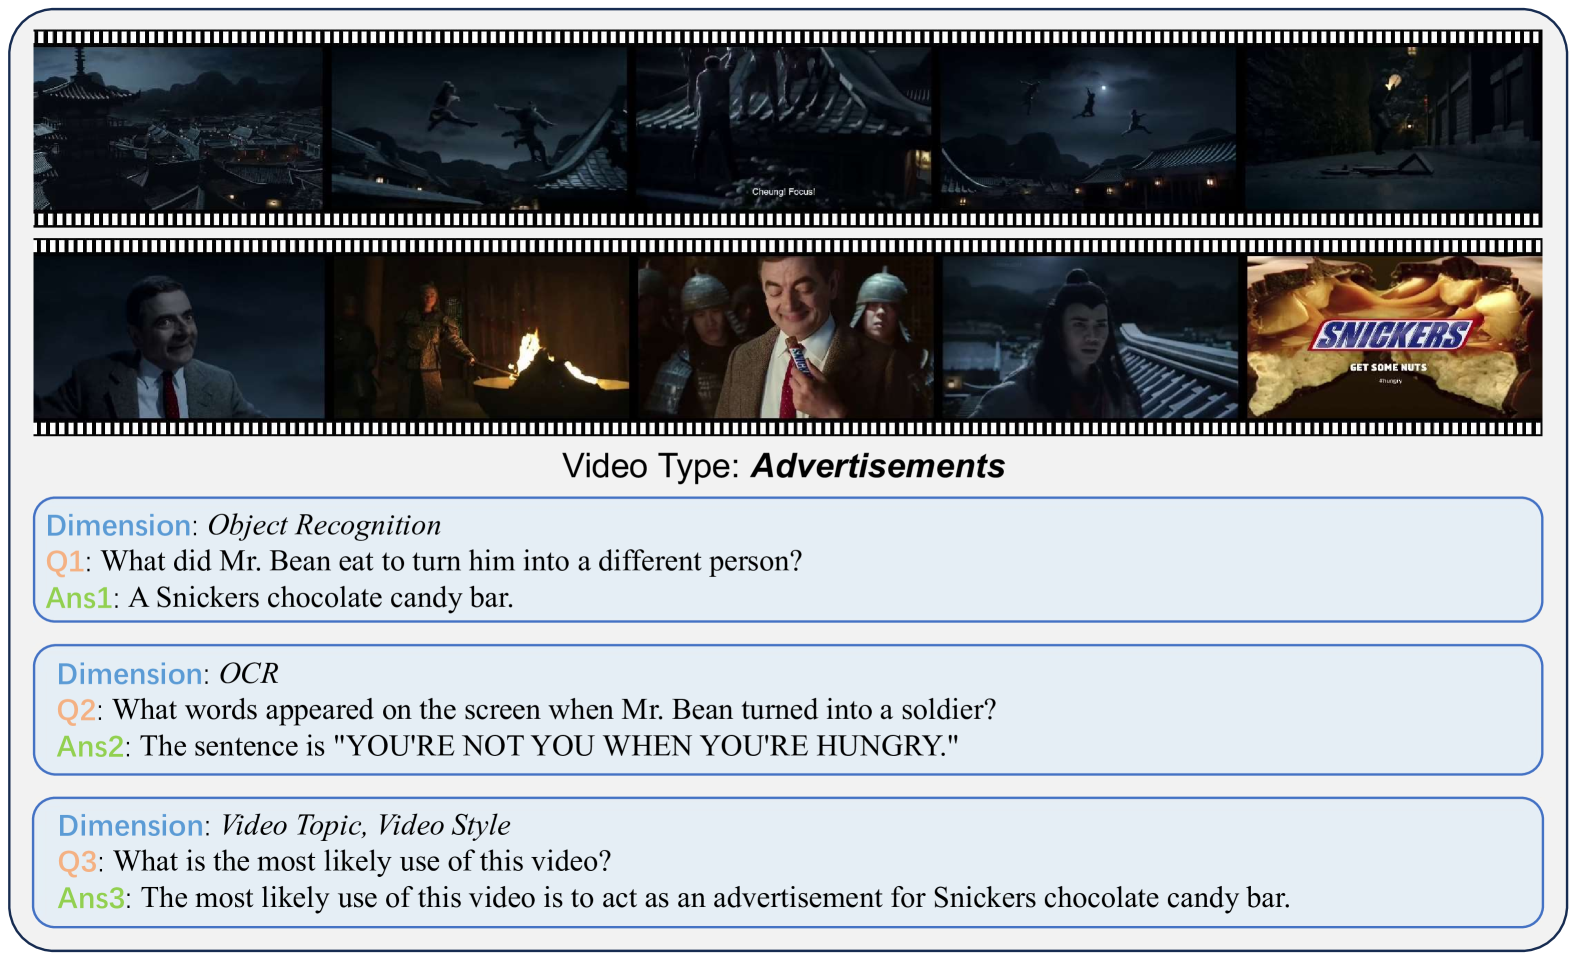 Cheung! Focus!
SNICKERS
SNICKERS
GET SOME NUTS
#hungry
Video Type: Advertisements
Dimension: Object Recognition
Q1: What did Mr. Bean eat to turn him into a different person?
Ans1: A Snickers chocolate candy bar.
Dimension: OCR
Q2: What words appeared on the screen when Mr. Bean turned into a soldier?
Ans2: The sentence is "YOU'RE NOT YOU WHEN YOU'RE HUNGRY."
Dimension: Video Topic, Video Style
Q3: What is the most likely use of this video?
Ans3: The most likely use of this video is to act as an advertisement for Snickers chocolate candy bar.